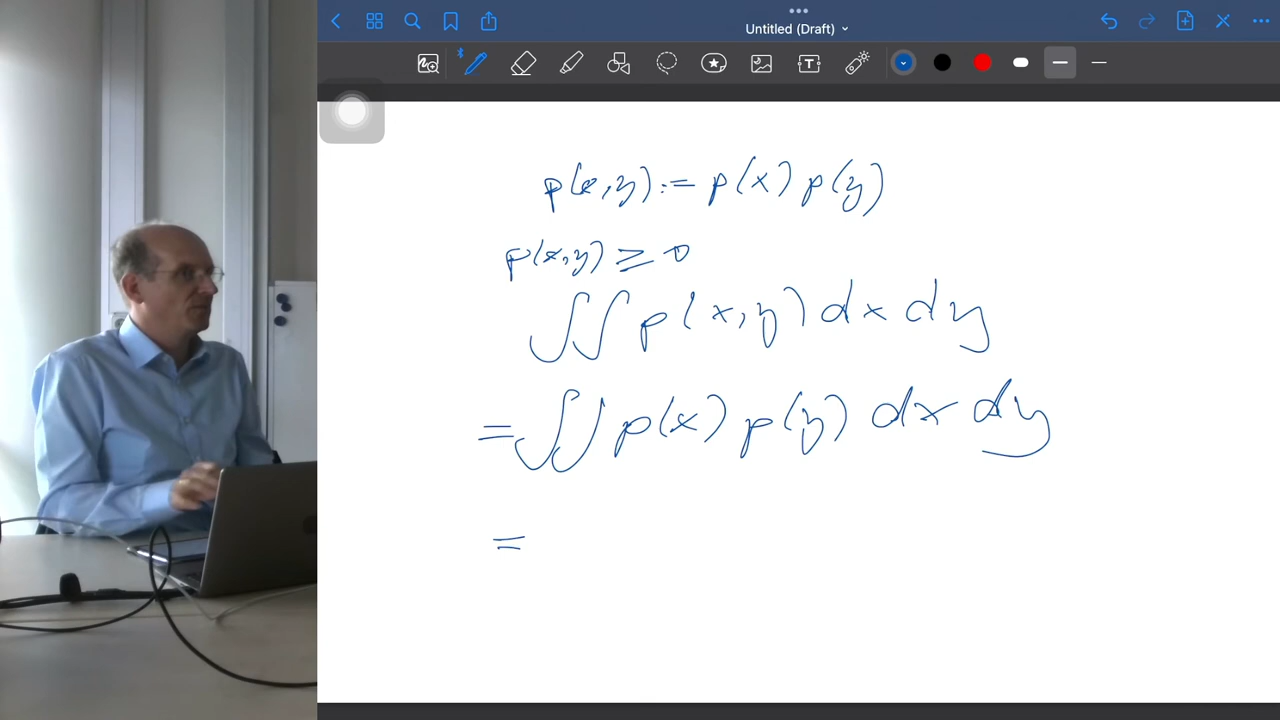 Untitled (Draft)
p(x,y) := p(x) p(y)
p(x,y) ≥ 0
∫∫ p(x,y) dx dy
= ∫∫ p(x) p(y) dx dy
=